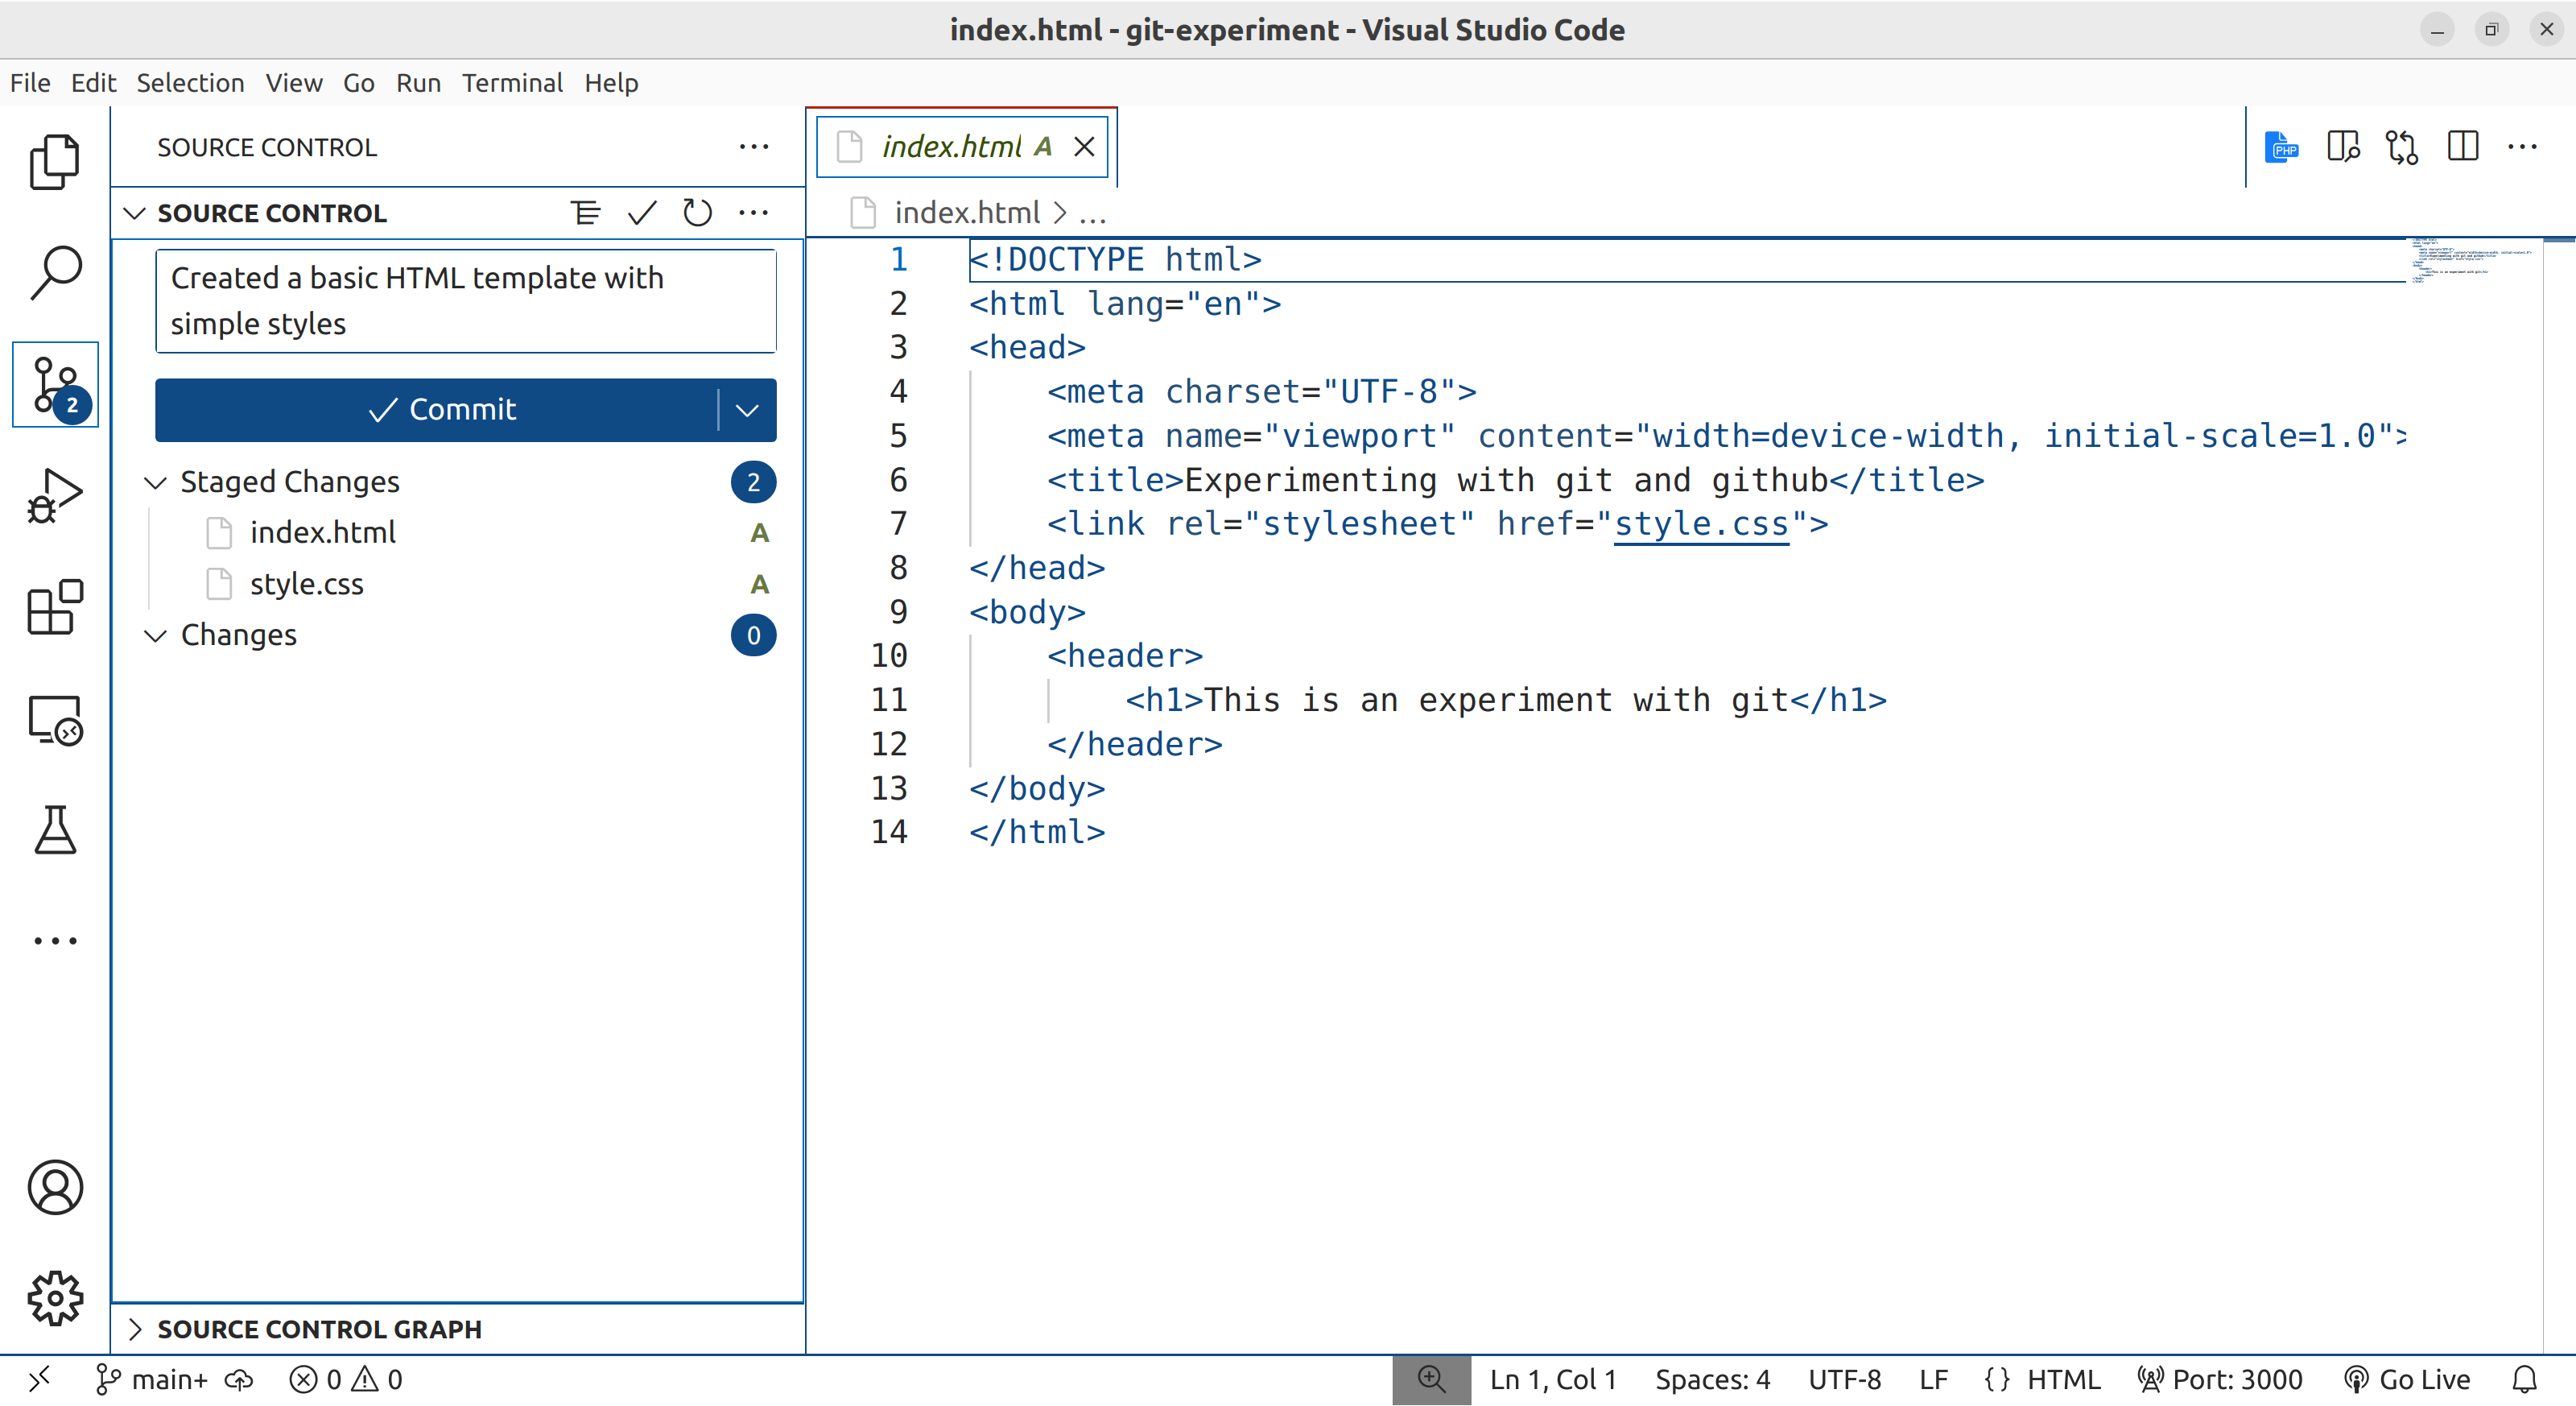 index.html - git-experiment - Visual Studio Code
File Edit Selection View Go Run Terminal Help
SOURCE CONTROL
SOURCE CONTROL
Created a basic HTML template with
simple styles
Commit
2
Staged Changes 2
index.html A
style.css A
Changes 0
SOURCE CONTROL GRAPH
index.html A
PHP
index.html > ...
1 <!DOCTYPE html>
2 <html lang="en">
3 <head>
4 <meta charset="UTF-8">
5 <meta name="viewport" content="width=device-width, initial-scale=1.0">
6 <title>Experimenting with git and github</title>
7 <link rel="stylesheet" href="style.css">
8 </head>
9 <body>
10 <header>
11 <h1>This is an experiment with git</h1>
12 </header>
13 </body>
14 </html>
main+ 0 0 Ln 1, Col 1 Spaces: 4 UTF-8 LF {} HTML Port: 3000 Go Live